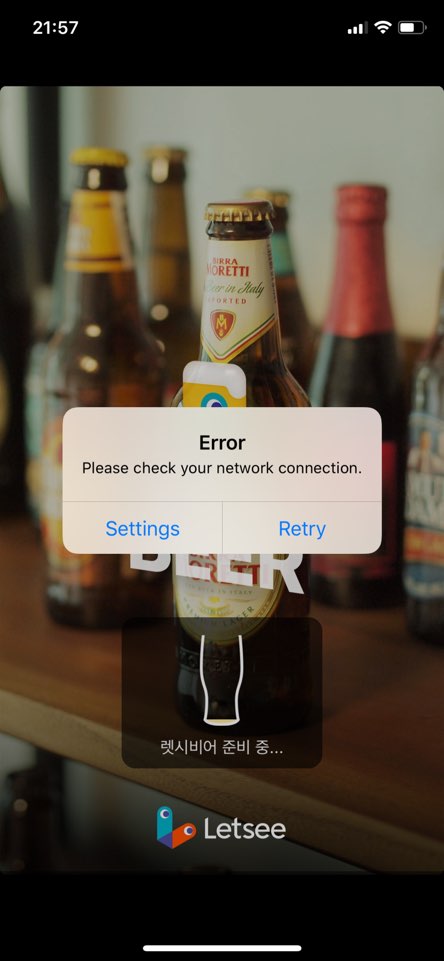 21:57
BIRRA
MORETTI
Beer in Italy
IMPORTED
M
Error
Please check your network connection.
Settings
Retry
BEER
렛시비어 준비 중...
Letsee